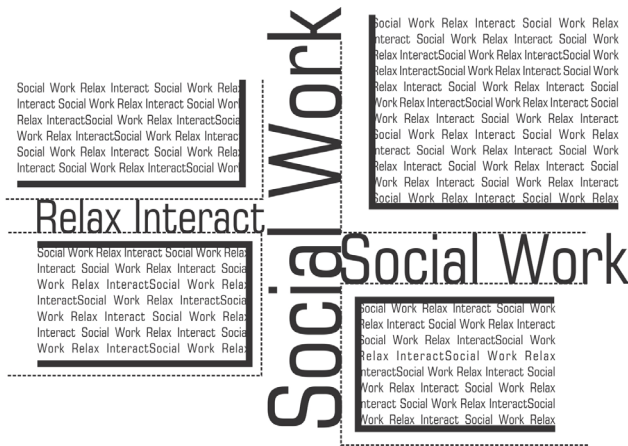 Social Work Relax Interact Social Work Relax
Interact Social Work Relax Interact Social Work
Relax InteractSocial Work Relax InteractSocial
Work Relax InteractSocial Work Relax Interact
Social Work Relax Interact Social Work Relax
Interact Social Work Relax InteractSocial Work
Relax Interact
Social Work Relax Interact Social Work Relax
Interact Social Work Relax Interact Social
Work Relax InteractSocial Work Relax
InteractSocial Work Relax InteractSocial
Work Relax Interact Social Work Relax
Interact Social Work Relax Interact Social
Work Relax InteractSocial Work Relax
Social Work
Social Work Relax Interact Social Work Relax
Interact Social Work Relax Interact Social Work
Relax InteractSocial Work Relax InteractSocial Work
Relax InteractSocial Work Relax InteractSocial Work
Relax Interact Social Work Relax Interact Social
Work Relax InteractSocial Work Relax Interact Social
Work Relax Interact Social Work Relax Interact
Social Work Relax Interact Social Work Relax
Interact Social Work Relax Interact Social Work
Relax Interact Social Work Relax Interact Social
Work Relax Interact Social Work Relax Interact
Social Work Relax Interact Social Work Relax
Social Work
Social Work Relax Interact Social Work
Relax Interact Social Work Relax Interact
Social Work Relax InteractSocial Work
Relax InteractSocial Work Relax
InteractSocial Work Relax Interact Social
Work Relax Interact Social Work Relax
Interact Social Work Relax InteractSocial
Work Relax Interact Social Work Relax